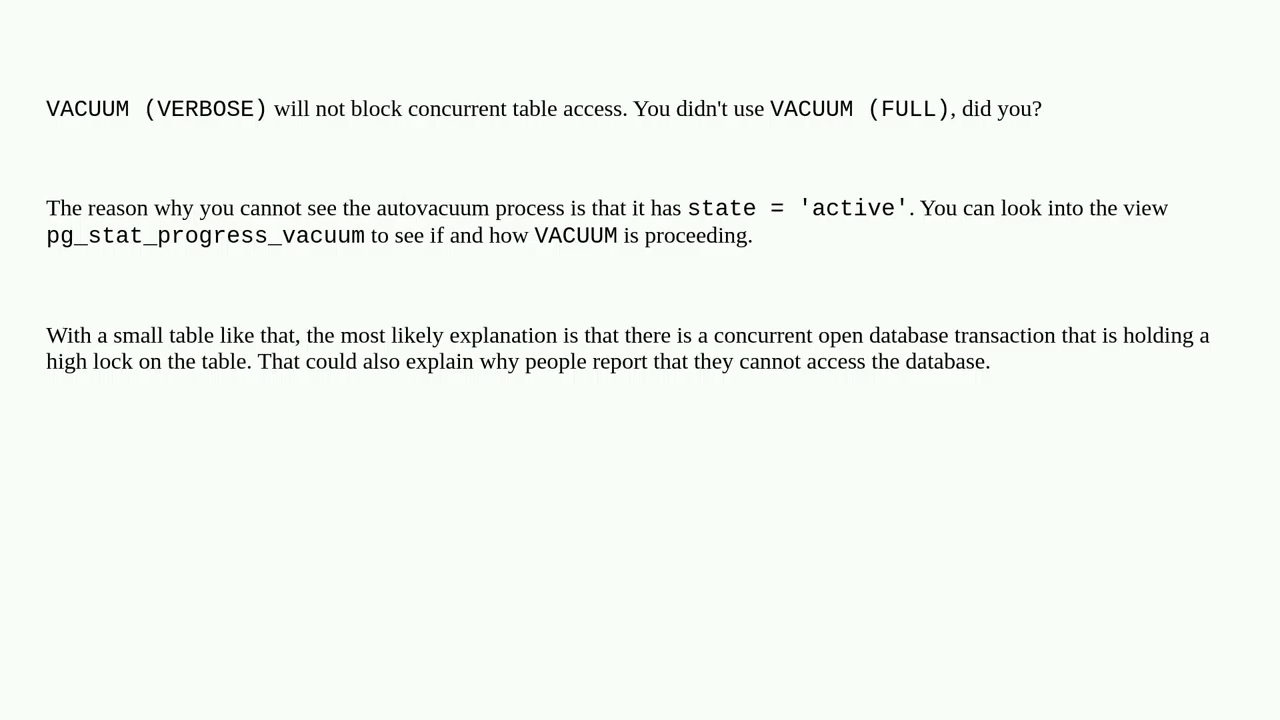 VACUUM (VERBOSE) will not block concurrent table access. You didn't use VACUUM (FULL), did you?
The reason why you cannot see the autovacuum process is that it has state = 'active'. You can look into the view
pg_stat_progress_vacuum to see if and how VACUUM is proceeding.
With a small table like that, the most likely explanation is that there is a concurrent open database transaction that is holding a
high lock on the table. That could also explain why people report that they cannot access the database.